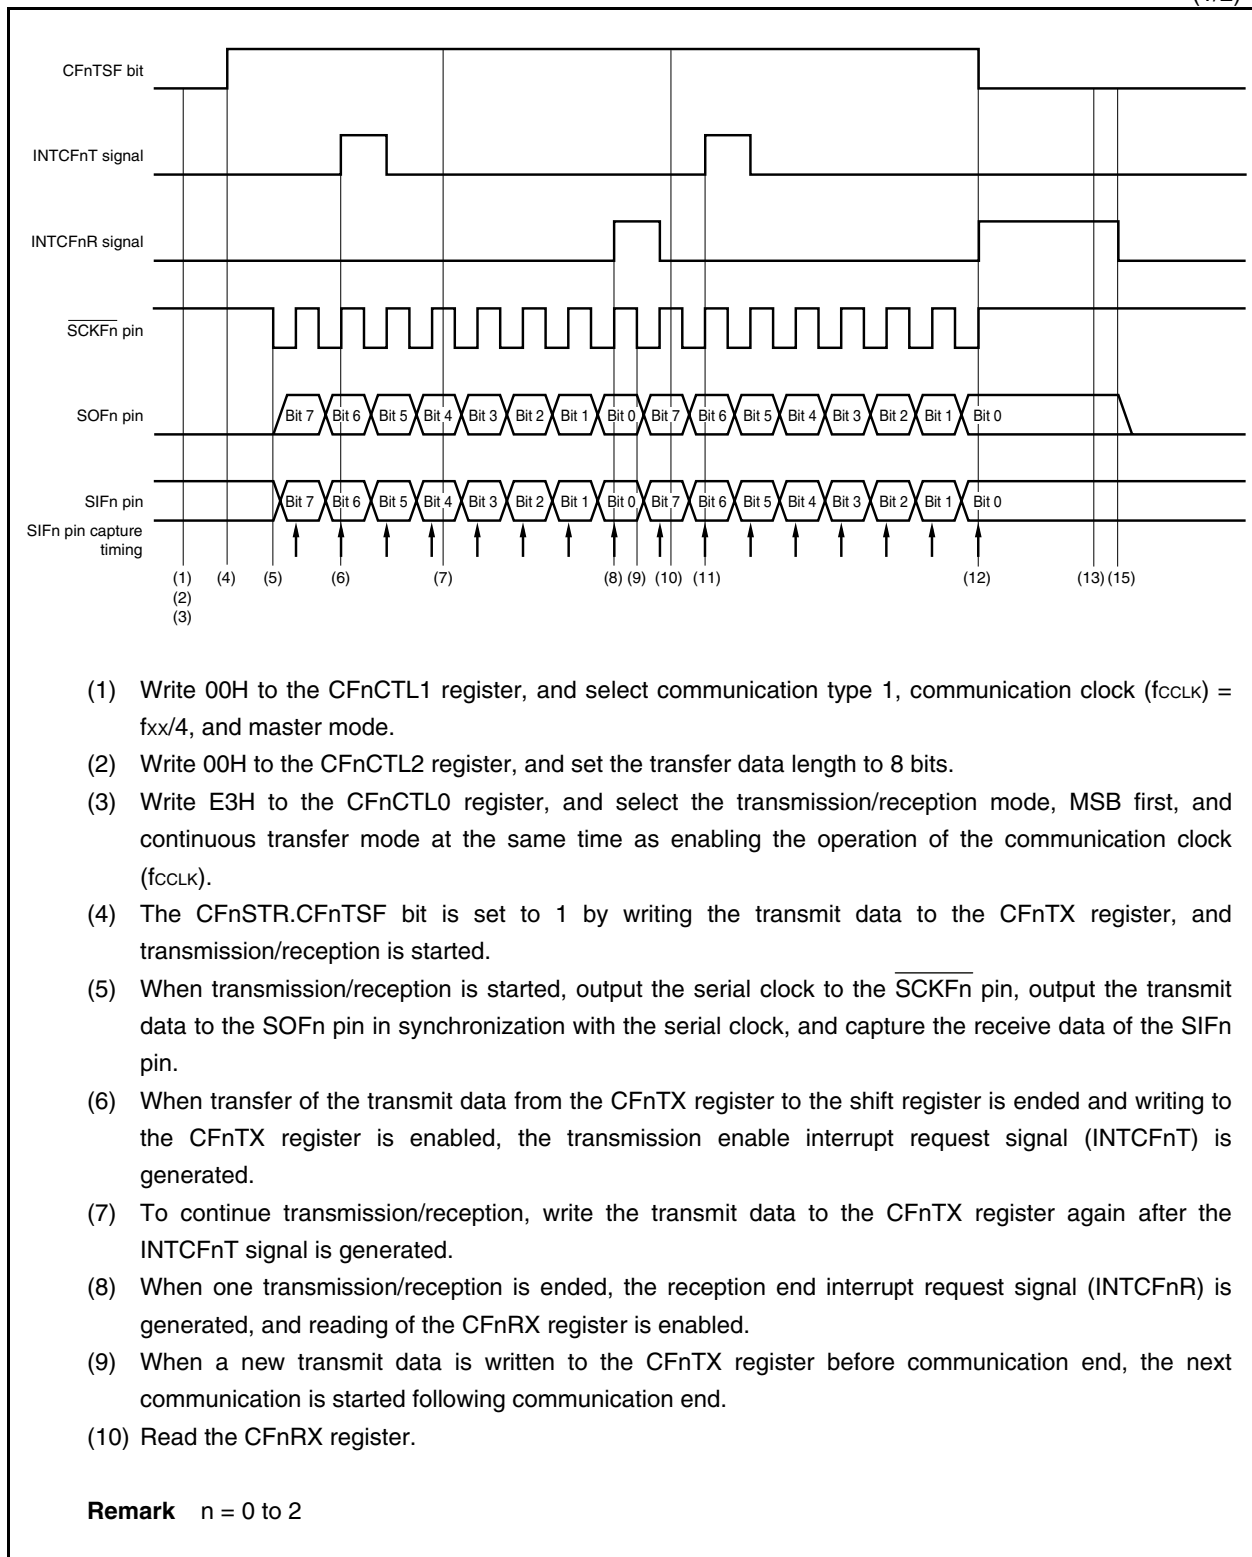 CFnTSF bit
INTCFnT signal
INTCFnR signal
SCKFn pin
SOFn pin
Bit 7 Bit 6 Bit 5 Bit 4 Bit 3 Bit 2 Bit 1 Bit 0 Bit 7 Bit 6 Bit 5 Bit 4 Bit 3 Bit 2 Bit 1 Bit 0
SIFn pin
Bit 7 Bit 6 Bit 5 Bit 4 Bit 3 Bit 2 Bit 1 Bit 0 Bit 7 Bit 6 Bit 5 Bit 4 Bit 3 Bit 2 Bit 1 Bit 0
SIFn pin capture
timing
(1) (4) (5) (6) (7) (8) (9) (10) (11) (12) (13) (15)
(2)
(3)
(1) Write 00H to the CFnCTL1 register, and select communication type 1, communication clock (fCCLK) =
fxx/4, and master mode.
(2) Write 00H to the CFnCTL2 register, and set the transfer data length to 8 bits.
(3) Write E3H to the CFnCTL0 register, and select the transmission/reception mode, MSB first, and
continuous transfer mode at the same time as enabling the operation of the communication clock
(fCCLK).
(4) The CFnSTR.CFnTSF bit is set to 1 by writing the transmit data to the CFnTX register, and
transmission/reception is started.
(5) When transmission/reception is started, output the serial clock to the SCKFn pin, output the transmit
data to the SOFn pin in synchronization with the serial clock, and capture the receive data of the SIFn
pin.
(6) When transfer of the transmit data from the CFnTX register to the shift register is ended and writing to
the CFnTX register is enabled, the transmission enable interrupt request signal (INTCFnT) is
generated.
(7) To continue transmission/reception, write the transmit data to the CFnTX register again after the
INTCFnT signal is generated.
(8) When one transmission/reception is ended, the reception end interrupt request signal (INTCFnR) is
generated, and reading of the CFnRX register is enabled.
(9) When a new transmit data is written to the CFnTX register before communication end, the next
communication is started following communication end.
(10) Read the CFnRX register.
Remark n = 0 to 2